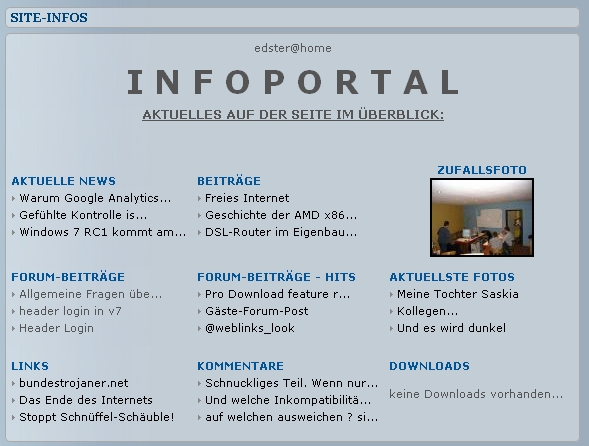 SITE-INFOS
edster@home
INFOPORTAL
AKTUELLES AUF DER SEITE IM ÜBERBLICK:
AKTUELLE NEWS
Warum Google Analytics...
Gefühlte Kontrolle is...
Windows 7 RC1 kommt am...
BEITRÄGE
Freies Internet
Geschichte der AMD x86...
DSL-Router im Eigenbau...
ZUFALLSFOTO
FORUM-BEITRÄGE
Allgemeine Fragen übe...
header login in v7
Header Login
FORUM-BEITRÄGE - HITS
Pro Download feature r...
Gäste-Forum-Post
@weblinks_look
AKTUELLSTE FOTOS
Meine Tochter Saskia
Kollegen...
Und es wird dunkel
LINKS
bundestrojaner.net
Das Ende des Internets
Stoppt Schnüffel-Schäuble!
KOMMENTARE
Schnuckliges Teil. Wenn nur...
Und welche Inkompatibilitä...
auf welchen ausweichen ? si...
DOWNLOADS
keine Downloads vorhanden...